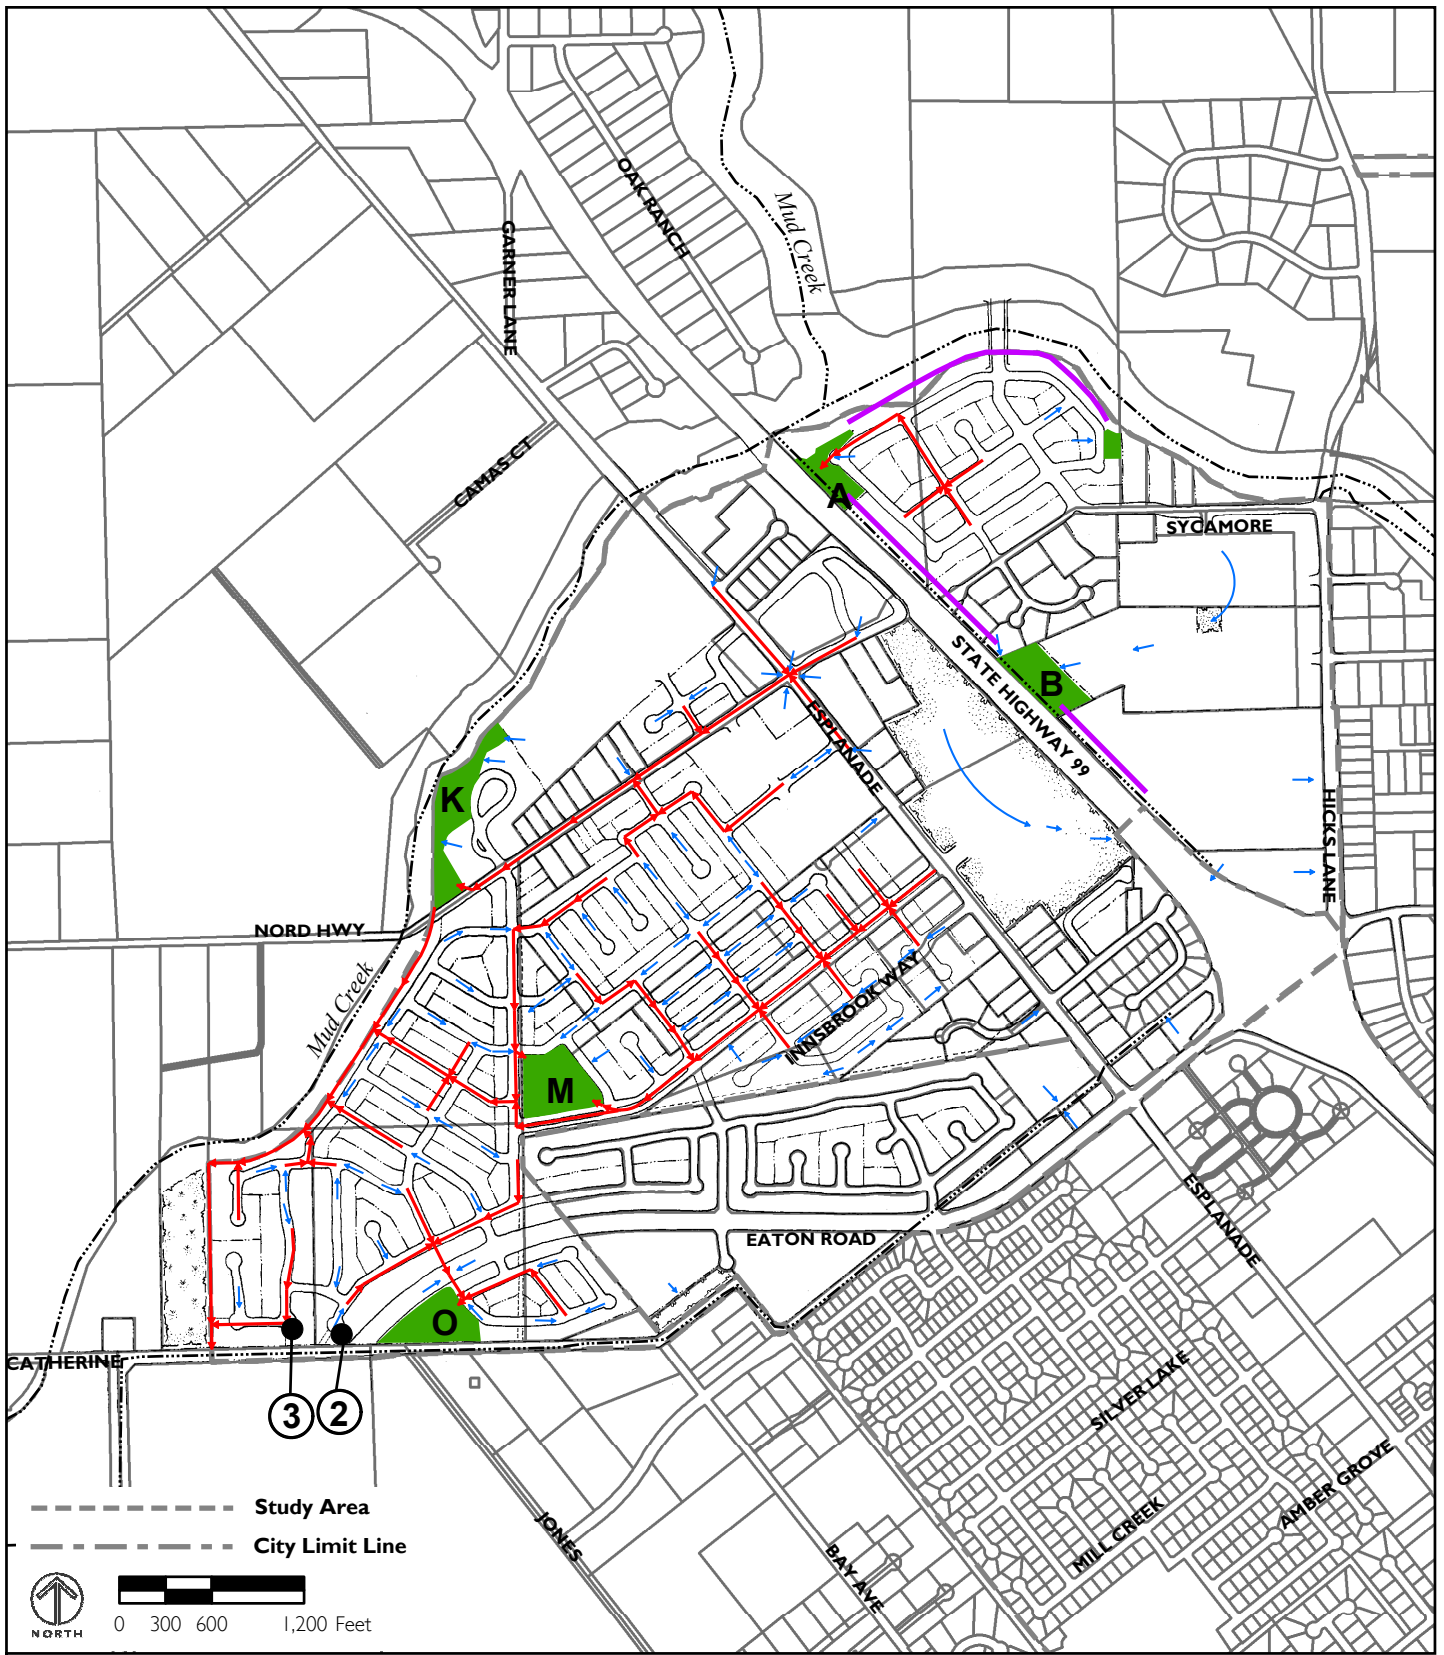 OAK RANCH
Mud Creek
GARNER LANE
CAMAS CT
A
SYCAMORE
STATE HIGHWAY 99
B
ESPLANADE
K
HICKS LANE
NORD HWY
Mud Creek
INNSBROOK WAY
M
ESPLANADE
EATON ROAD
O
CATHERINE
3
2
SILVER LAKE
AMBER GROVE
MILL CREEK
JONES
BAY AVE
Study Area
City Limit Line
NORTH
0 300 600 1,200 Feet